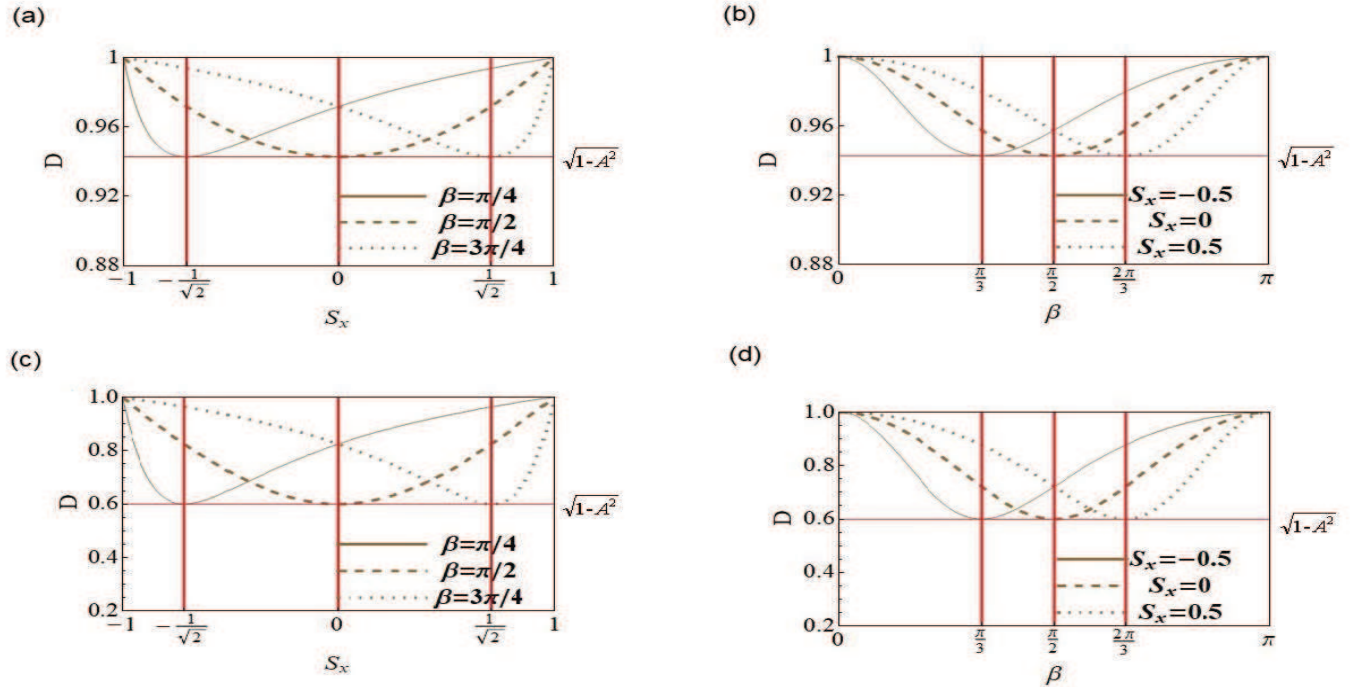 (a)
1
0.96
D
0.92
0.88
√1-A²
β=π/4
β=π/2
β=3π/4
−1
−1/√2
0
1/√2
1
Sₓ
(b)
1
0.96
D
0.92
0.88
√1-A²
Sₓ=−0.5
Sₓ=0
Sₓ=0.5
0
π/3
π/2
2π/3
π
β
(c)
1.0
0.8
D
0.6
0.4
0.2
√1-A²
β=π/4
β=π/2
β=3π/4
−1
−1/√2
0
1/√2
1
Sₓ
(d)
1.0
0.8
D
0.6
0.4
0.2
√1-A²
Sₓ=−0.5
Sₓ=0
Sₓ=0.5
0
π/3
π/2
2π/3
π
β